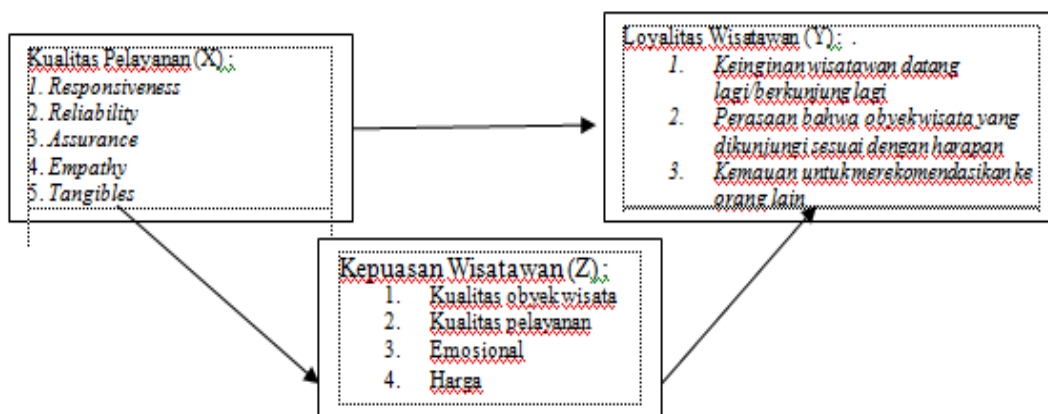 Kualitas Pelayanan (X) :
1. Responsiveness
2. Reliability
3. Assurance
4. Empathy
5. Tangibles
Loyalitas Wisatawan (Y) : .
1. Keinginan wisatawan datang
lagi/berkunjung lagi
2. Perasaan bahwa obyek wisata yang
dikunjungi sesuai dengan harapan
3. Kemauan untuk merekomendasikan ke
orang lain
Kepuasan Wisatawan (Z) :
1. Kualitas obyek wisata
2. Kualitas pelayanan
3. Emosional
4. Harga